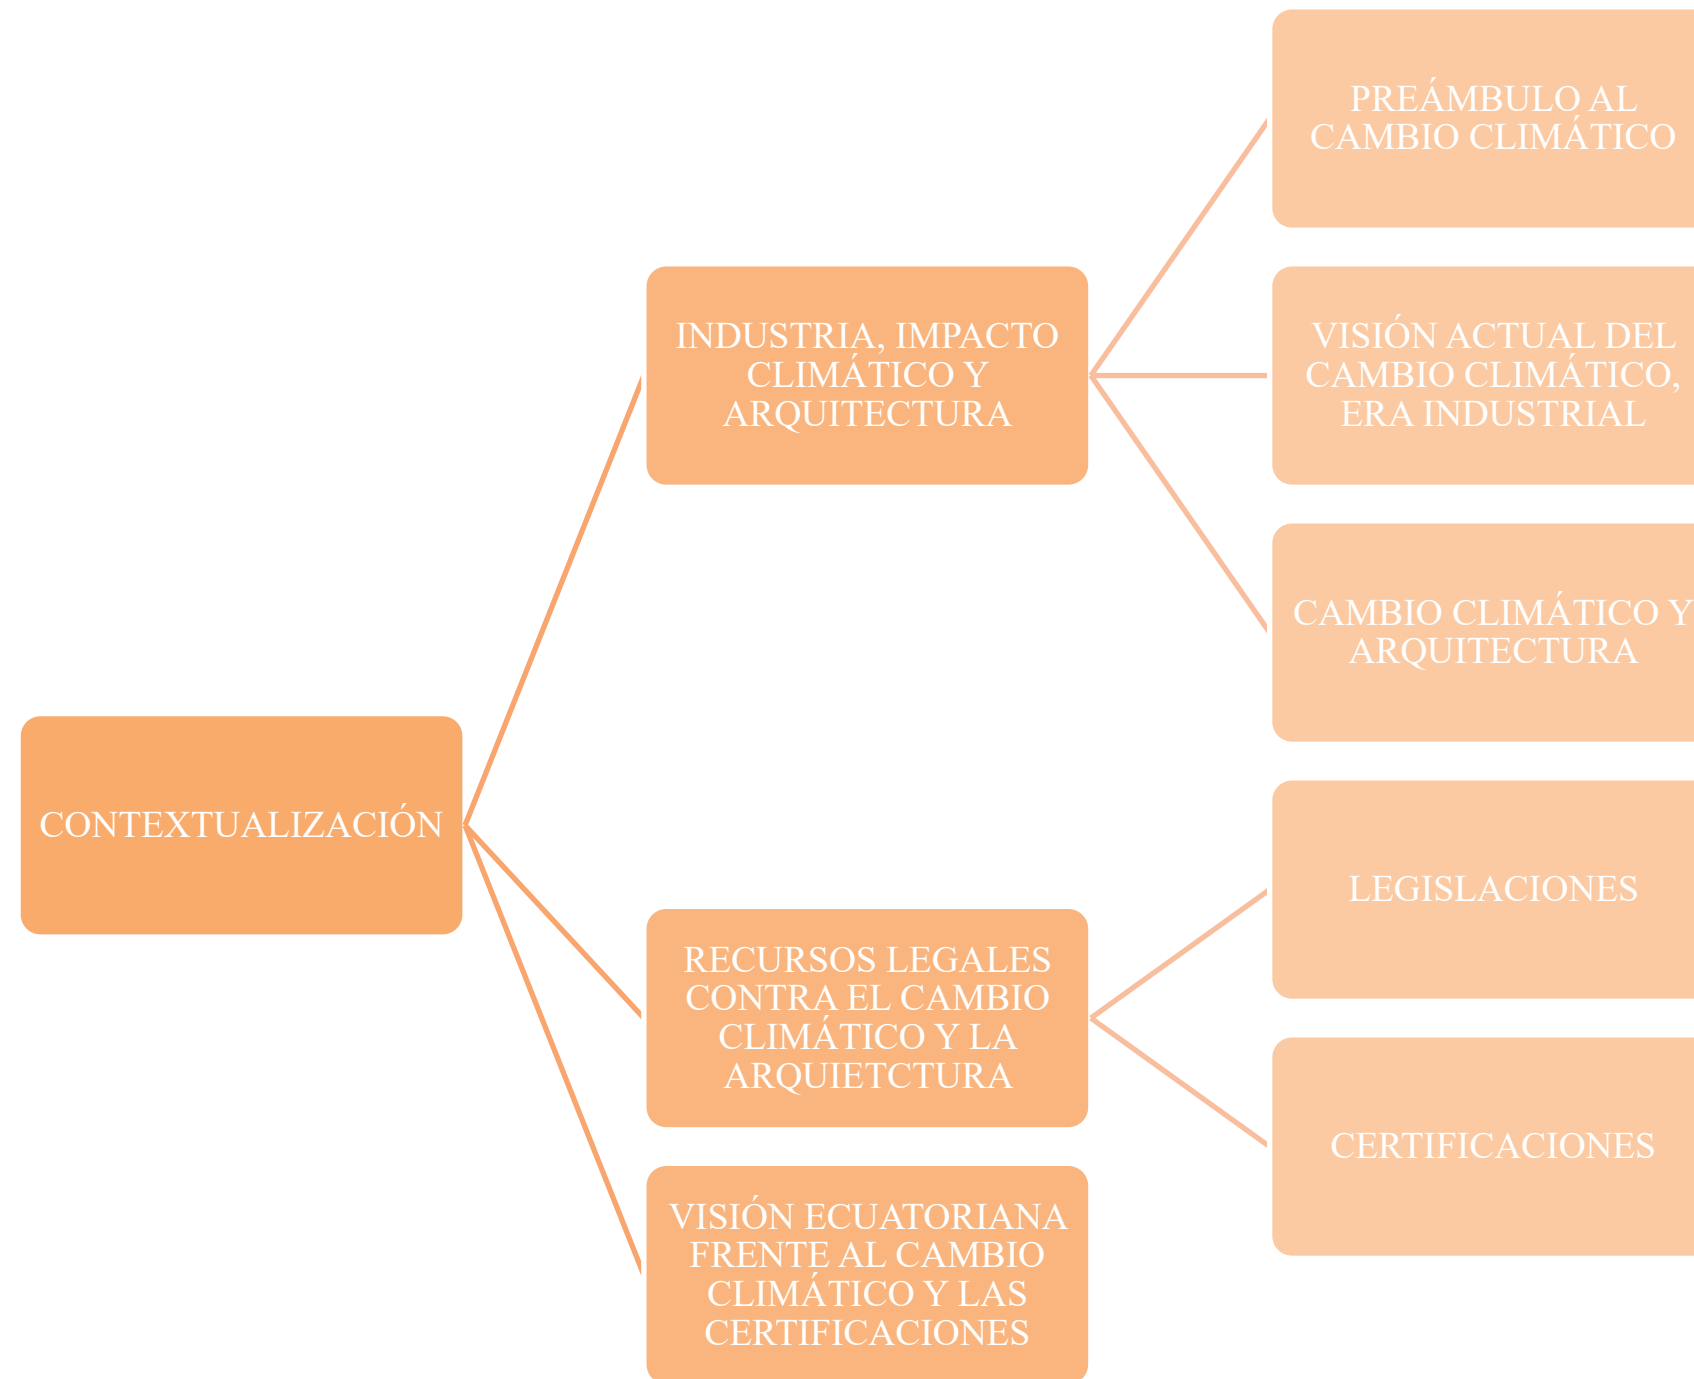 CONTEXTUALIZACIÓN
INDUSTRIA, IMPACTO
CLIMÁTICO Y
ARQUITECTURA
PREÁMBULO AL
CAMBIO CLIMÁTICO
VISIÓN ACTUAL DEL
CAMBIO CLIMÁTICO,
ERA INDUSTRIAL
CAMBIO CLIMÁTICO Y
ARQUITECTURA
RECURSOS LEGALES
CONTRA EL CAMBIO
CLIMÁTICO Y LA
ARQUIETCTURA
LEGISLACIONES
CERTIFICACIONES
VISIÓN ECUATORIANA
FRENTE AL CAMBIO
CLIMÁTICO Y LAS
CERTIFICACIONES